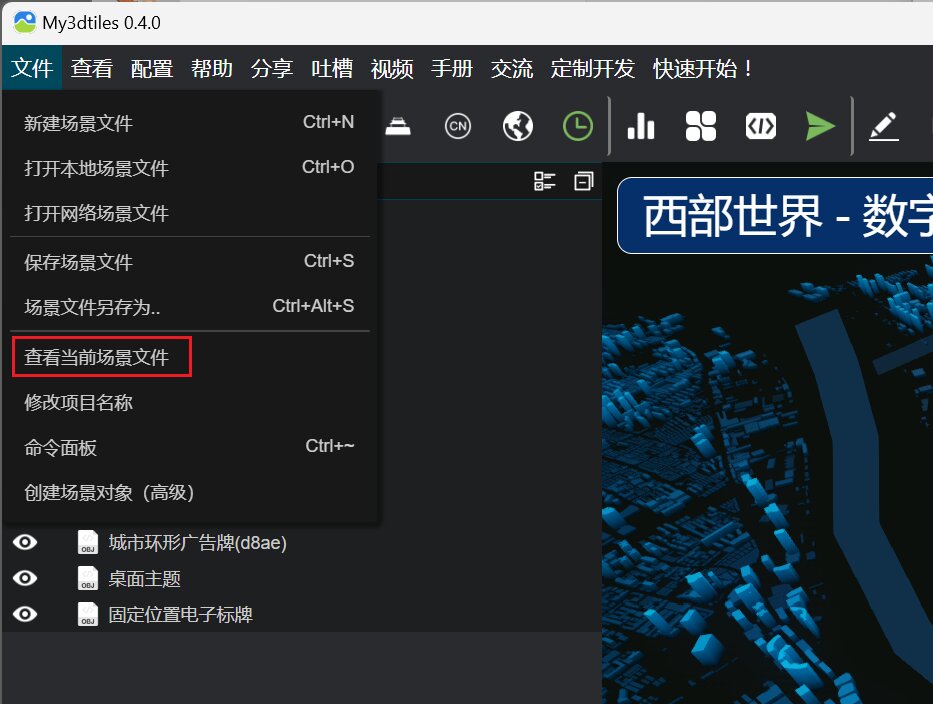 My3dtiles 0.4.0
文件 查看 配置 帮助 分享 吐槽 视频 手册 交流 定制开发 快速开始！
新建场景文件 Ctrl+N
CN
打开本地场景文件 Ctrl+O
打开网络场景文件
西部世界 - 数字
保存场景文件 Ctrl+S
场景文件另存为.. Ctrl+Alt+S
查看当前场景文件
修改项目名称
命令面板 Ctrl+~
创建场景对象（高级）
OBJ 城市环形广告牌(d8ae)
OBJ 桌面主题
OBJ 固定位置电子标牌